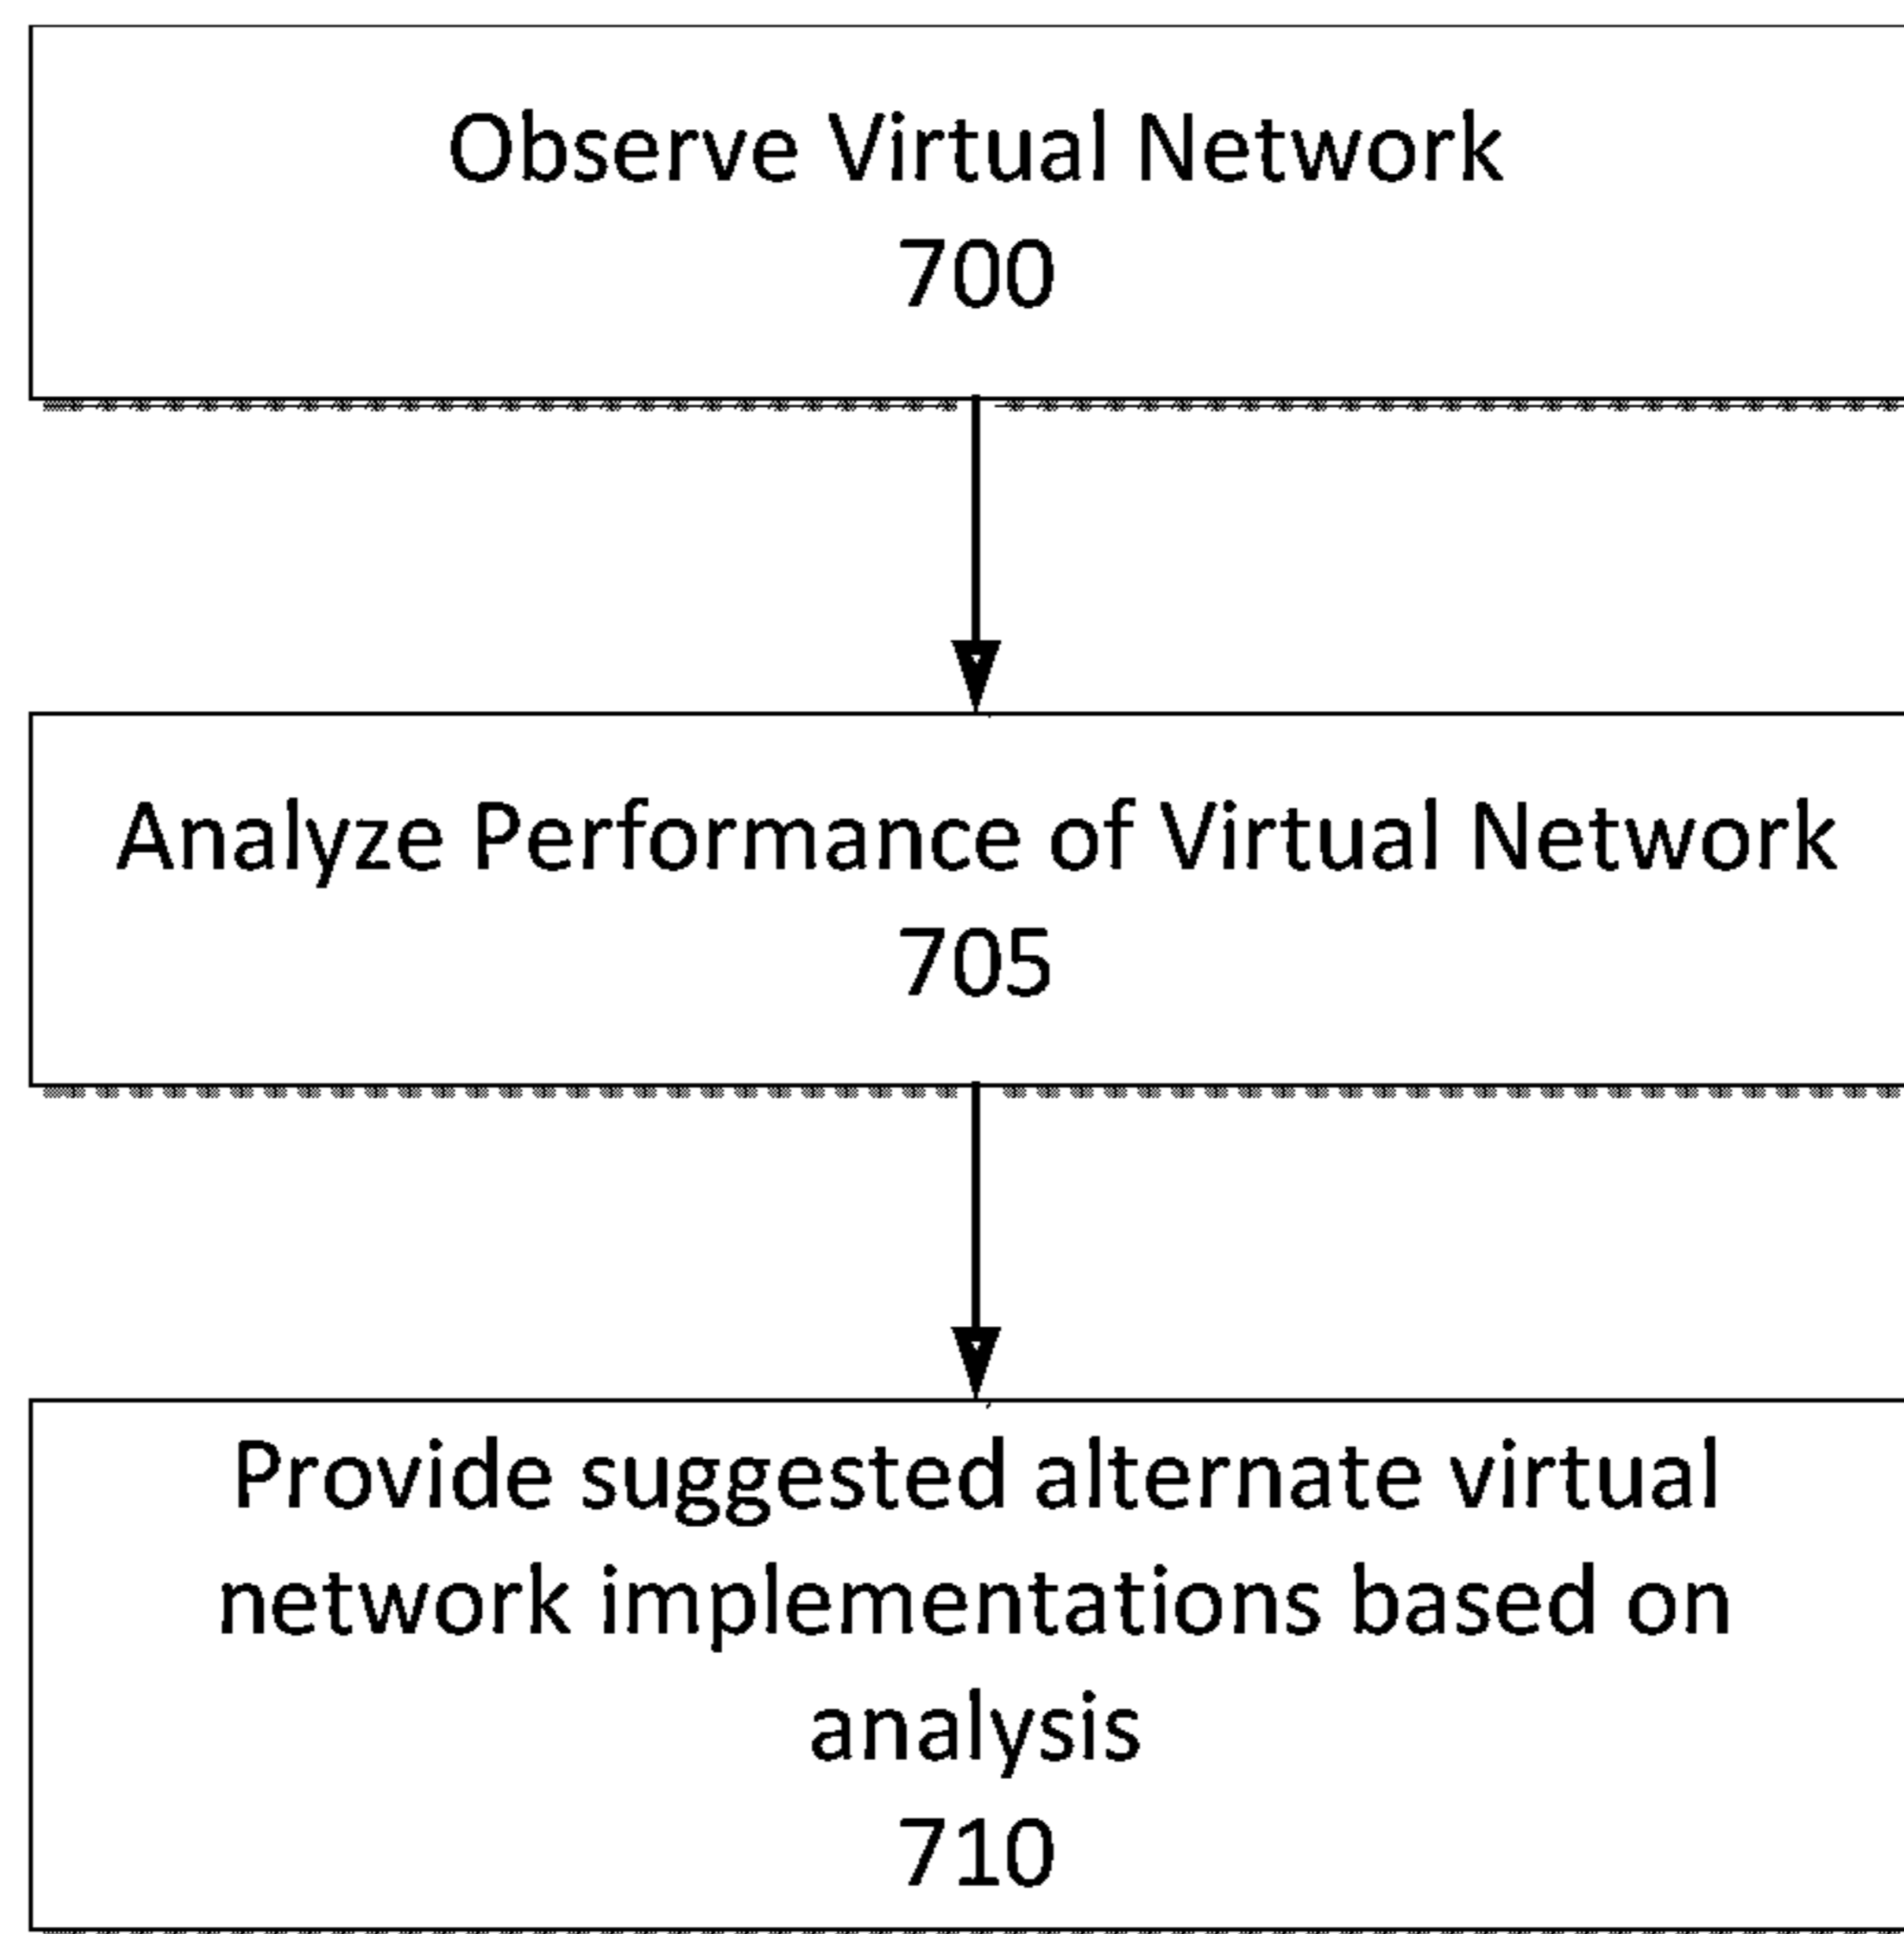 Observe Virtual Network
700
Analyze Performance of Virtual Network
705
Provide suggested alternate virtual
network implementations based on
analysis
710